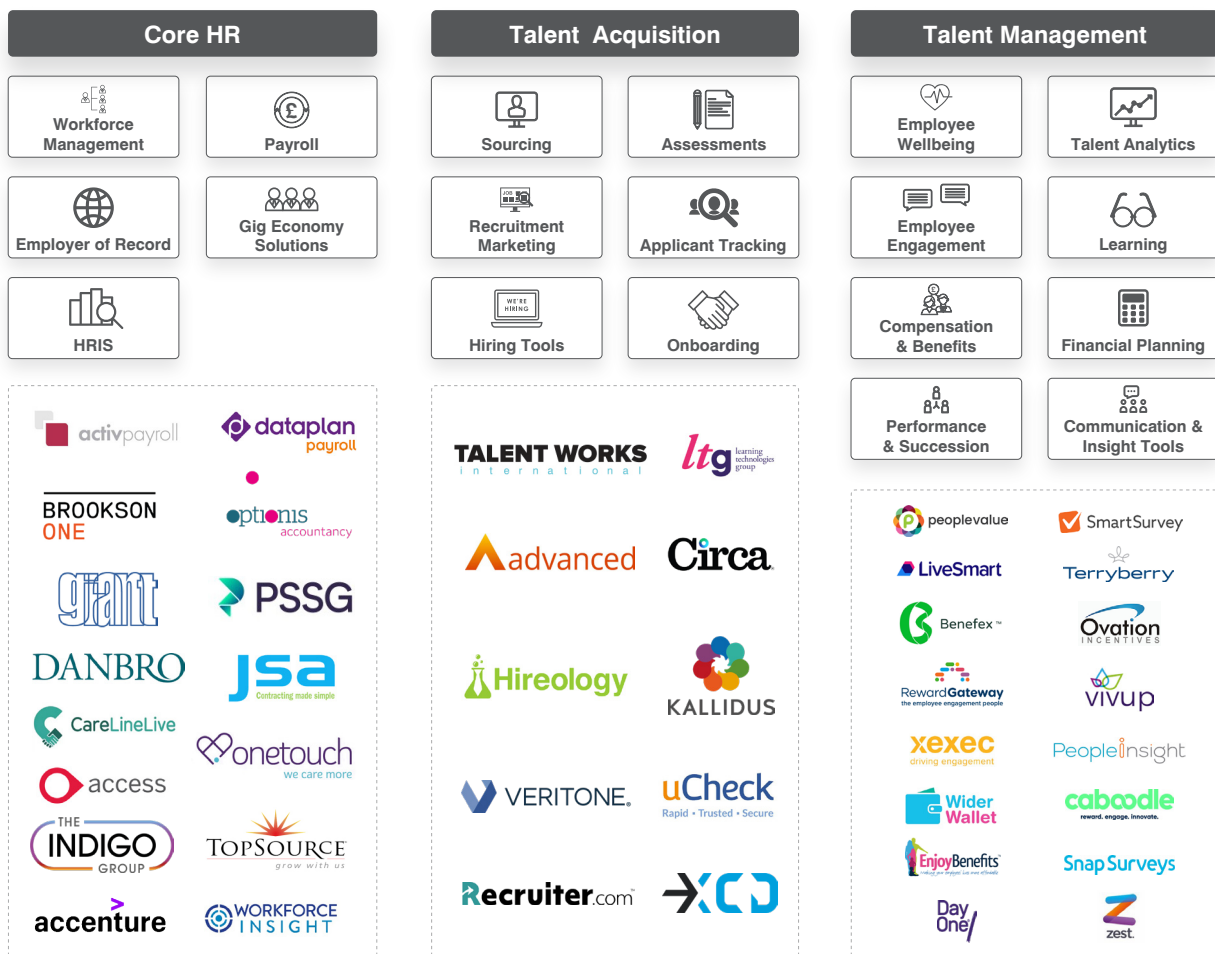 Core HR
Workforce
Management
Payroll
Employer of Record
Gig Economy
Solutions
HRIS
activpayroll
dataplan
payroll
BROOKSON
ONE
optionis
accountancy
giant
PSSG
DANBRO
jsa
Contracting made simple
CareLineLive
onetouch
we care more
access
THE
INDIGO
GROUP
TOPSOURCE
grow with us
accenture
WORKFORCE
INSIGHT
Talent Acquisition
Sourcing
Assessments
JOB
Recruitment
Marketing
Applicant Tracking
WE'RE
HIRING
Hiring Tools
Onboarding
TALENT WORKS
international
ltg
learning
technologies
group
advanced
Circa.
Hireology
KALLIDUS
VERITONE.
uCheck
Rapid • Trusted • Secure
Recruiter.com™
XCD
Talent Management
Employee
Wellbeing
Talent Analytics
Employee
Engagement
Learning
Compensation
& Benefits
Financial Planning
Performance
& Succession
Communication &
Insight Tools
peoplevalue
SmartSurvey
LiveSmart
Terryberry
Benefex™
Ovation
INCENTIVES
RewardGateway
the employee engagement people
vivup
xexec
driving engagement
PeopleInsight
Wider
Wallet
caboodle
reward. engage. innovate.
EnjoyBenefits
SnapSurveys
Day
One
zest.